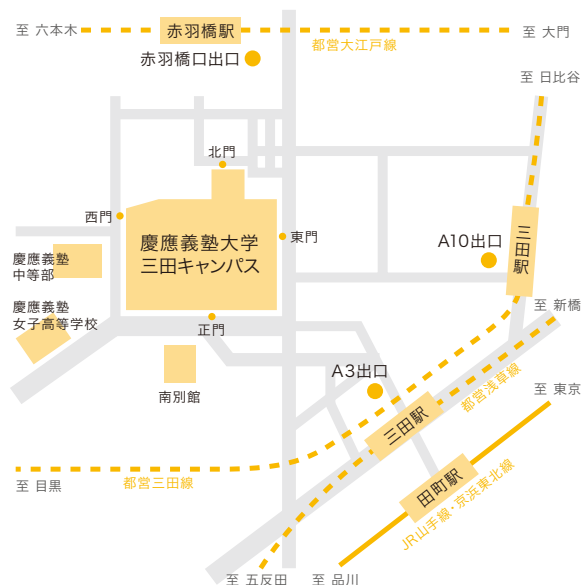 至 六本木
赤羽橋駅
都営大江戸線
至 大門
赤羽橋口出口
至 日比谷
北門
西門
慶應義塾大学
三田キャンパス
東門
A10出口
三田駅
慶應義塾
中等部
慶應義塾
女子高等学校
正門
至 新橋
A3出口
南別館
都営浅草線
至 東京
三田駅
田町駅
至 目黒
都営三田線
JR山手線・京浜東北線
至 五反田
至 品川